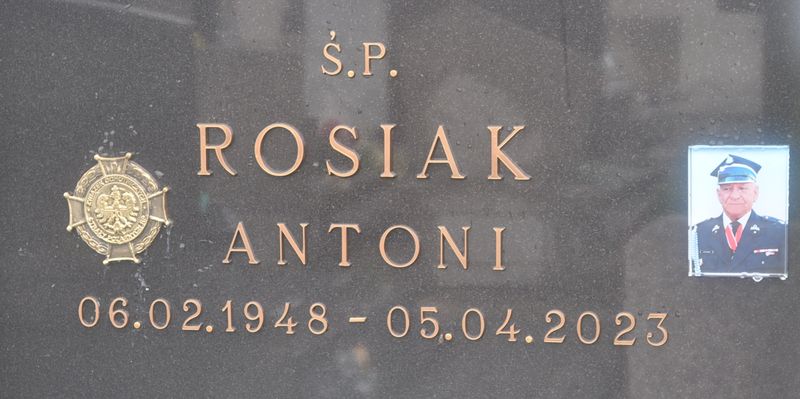 Ś.P.
ROSIAK
ANTONI
06.02.1948 - 05.04.2023